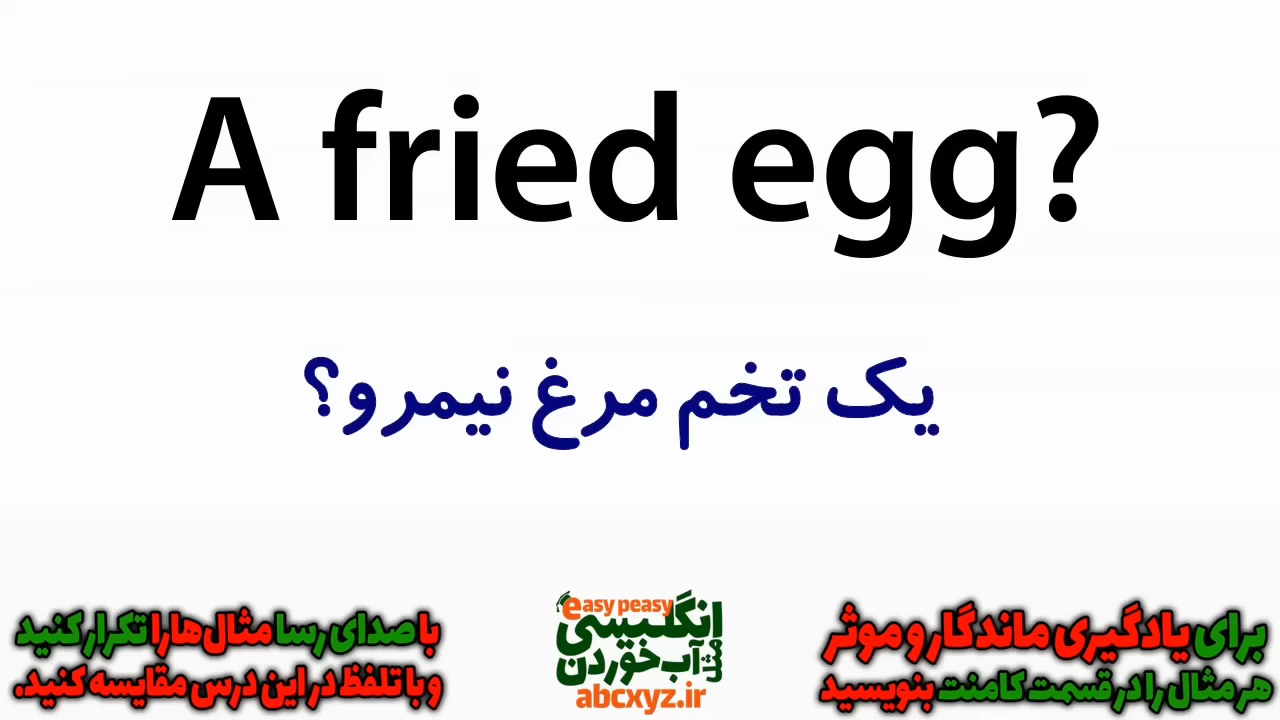 A fried egg?
یک تخم مرغ نیمرو؟
برای یادگیری ماندگار و موثر
هر مثال را در قسمت کامنت بنویسید
easy peasy
انگلیسی
مثل آب خوردن
abcxyz.ir
با صدای رسا مثال‌ها را تکرار کنید
و با تلفظ در این درس مقایسه کنید.